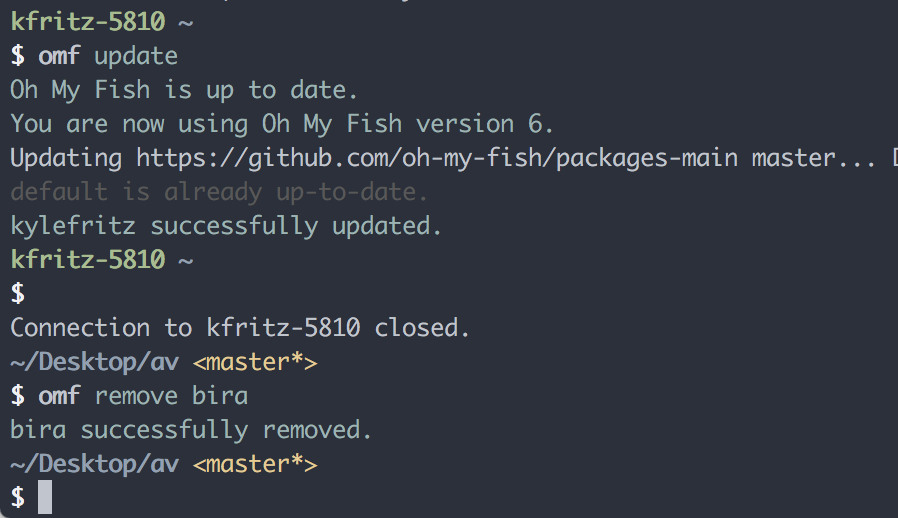 kfritz-5810 ~
$ omf update
Oh My Fish is up to date.
You are now using Oh My Fish version 6.
Updating https://github.com/oh-my-fish/packages-main master...
default is already up-to-date.
kylefritz successfully updated.
kfritz-5810 ~
$
Connection to kfritz-5810 closed.
~/Desktop/av <master*>
$ omf remove bira
bira successfully removed.
~/Desktop/av <master*>
$